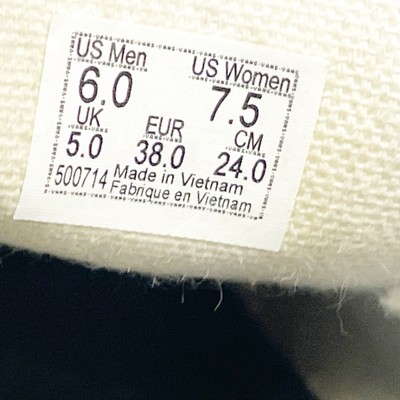 US Men US Women
6.0 7.5
UK EUR CM
5.0 38.0 24.0
500714 Made in Vietnam
Fabrique en Vietnam